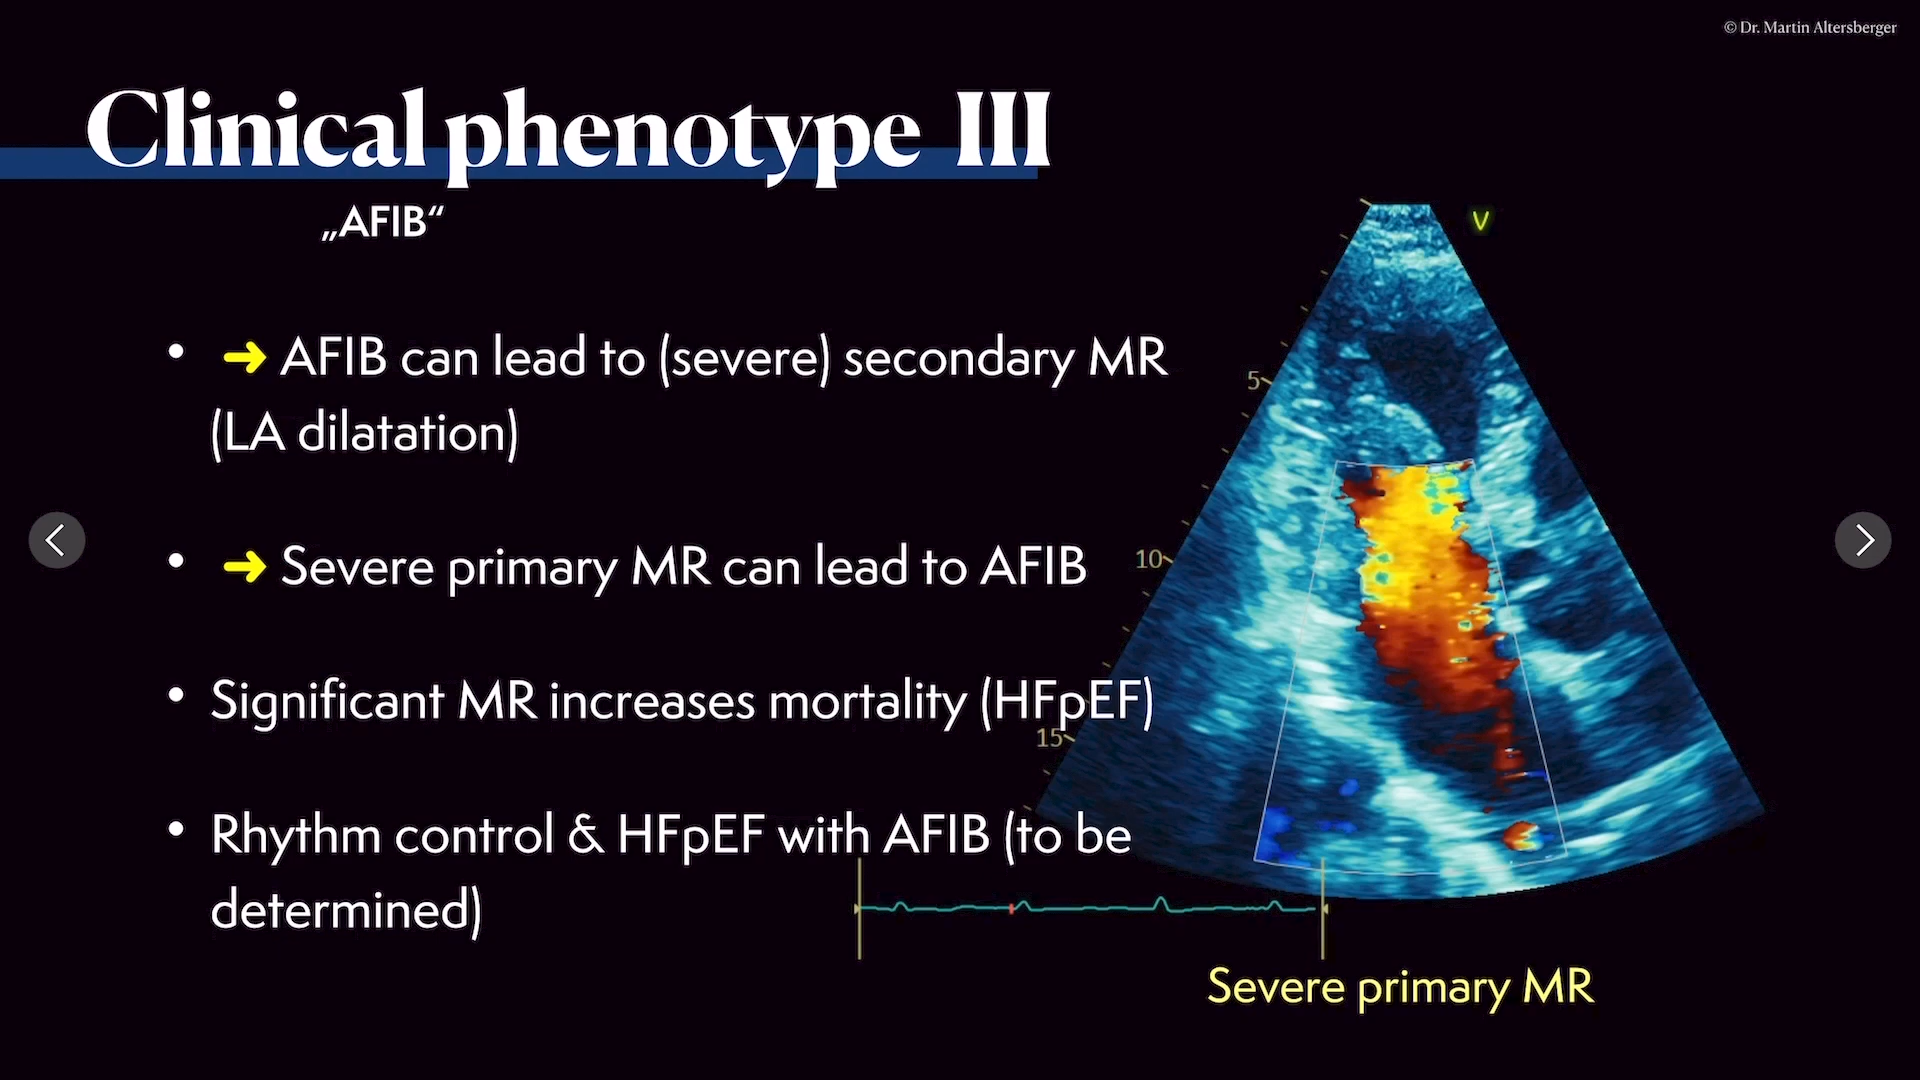 © Dr. Martin Altersberger
Clinical phenotype III
„AFIB“
• ➔ AFIB can lead to (severe) secondary MR
(LA dilatation)
• ➔ Severe primary MR can lead to AFIB
• Significant MR increases mortality (HFpEF)
• Rhythm control & HFpEF with AFIB (to be
determined)
V
5
10
15
Severe primary MR